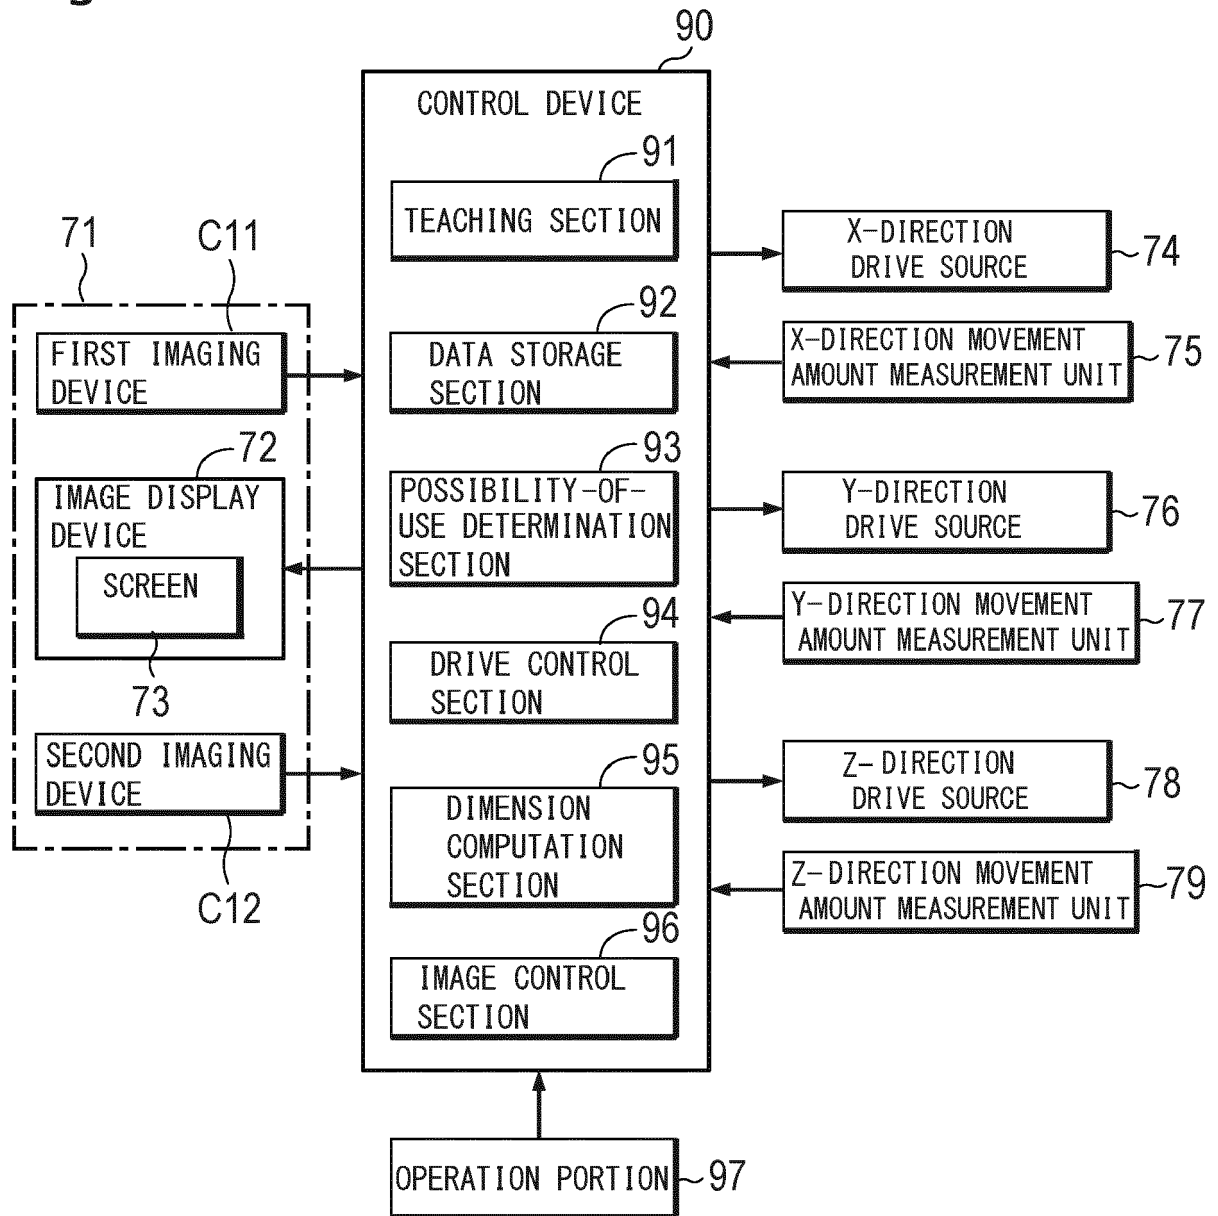 90
CONTROL DEVICE
91
TEACHING SECTION
92
DATA STORAGE
SECTION
93
POSSIBILITY-OF-
USE DETERMINATION
SECTION
94
DRIVE CONTROL
SECTION
95
DIMENSION
COMPUTATION
SECTION
96
IMAGE CONTROL
SECTION
71
C11
FIRST IMAGING
DEVICE
72
IMAGE DISPLAY
DEVICE
SCREEN
73
SECOND IMAGING
DEVICE
C12
X-DIRECTION
DRIVE SOURCE
74
X-DIRECTION MOVEMENT
AMOUNT MEASUREMENT UNIT
75
Y-DIRECTION
DRIVE SOURCE
76
Y-DIRECTION MOVEMENT
AMOUNT MEASUREMENT UNIT
77
Z-DIRECTION
DRIVE SOURCE
78
Z-DIRECTION MOVEMENT
AMOUNT MEASUREMENT UNIT
79
OPERATION PORTION
97